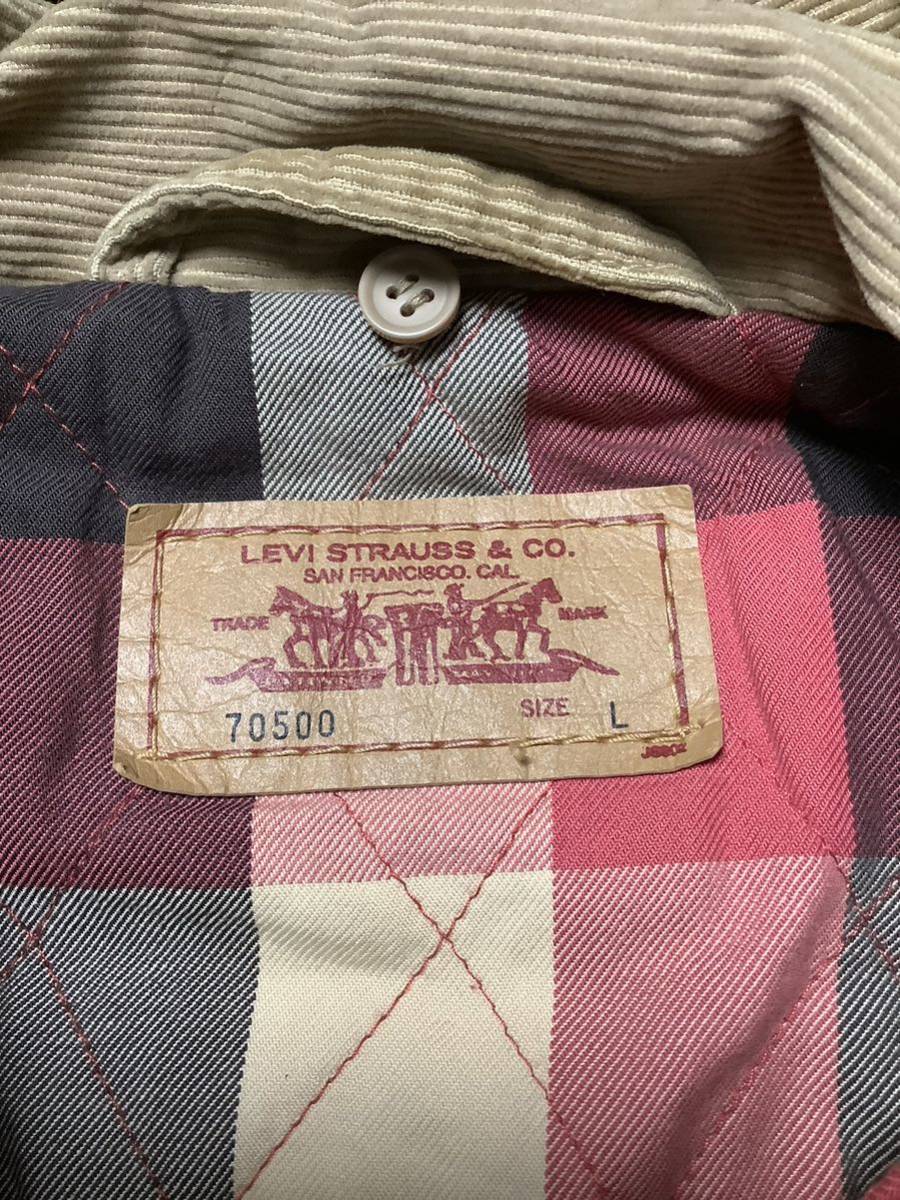 LEVI STRAUSS & CO.
SAN FRANCISCO. CAL.
TRADE MARK
70500 SIZE L